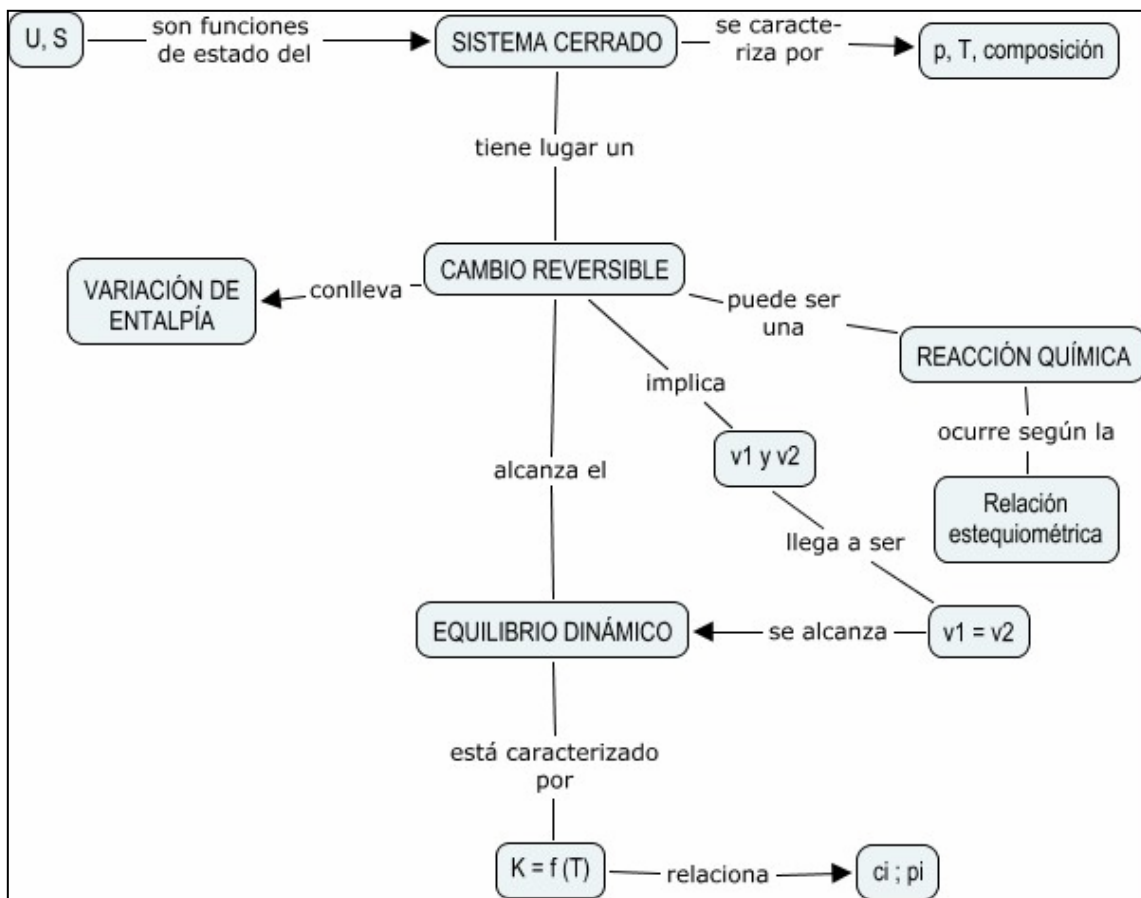 U, S
son funciones
de estado del
SISTEMA CERRADO
se caracte-
riza por
p, T, composición
tiene lugar un
CAMBIO REVERSIBLE
VARIACIÓN DE
ENTALPÍA
conlleva
puede ser
una
REACCIÓN QUÍMICA
implica
ocurre según la
v1 y v2
alcanza el
Relación
estequiométrica
llega a ser
EQUILIBRIO DINÁMICO
se alcanza
v1 = v2
está caracterizado
por
K = f (T)
relaciona
ci ; pi